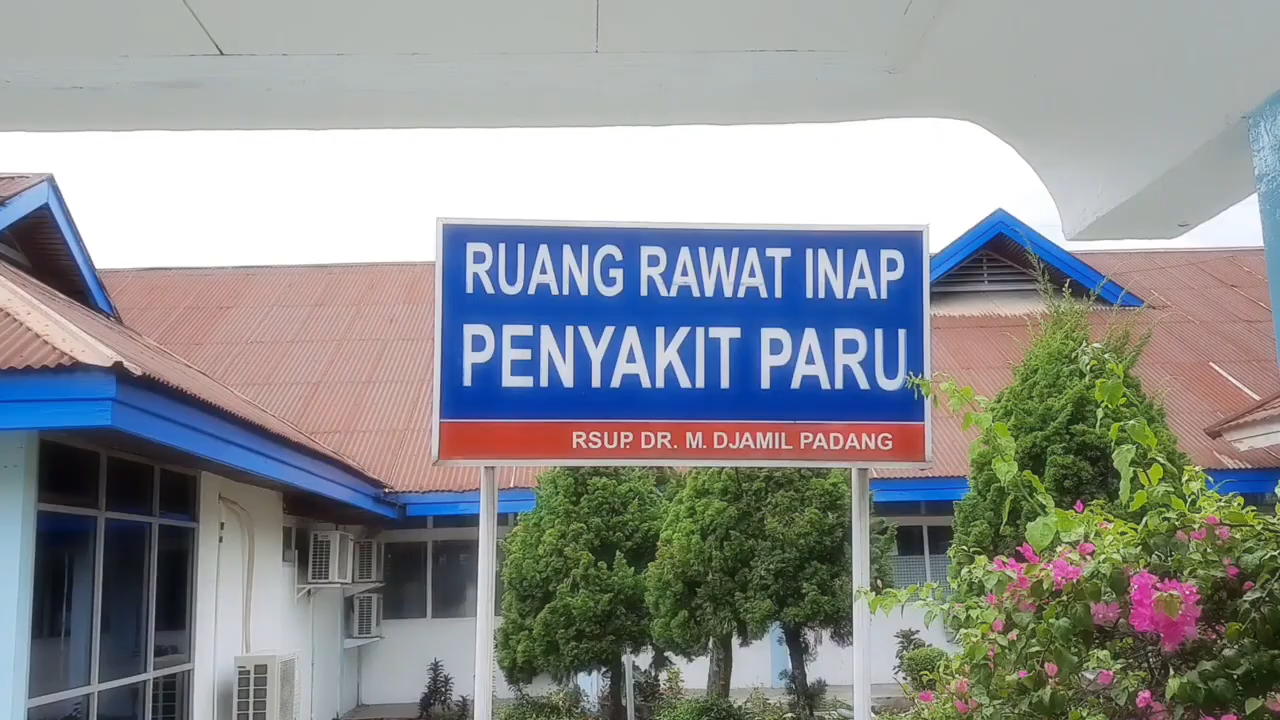 RUANG RAWAT INAP
PENYAKIT PARU
RSUP. DR. M. DJAMIL PADANG